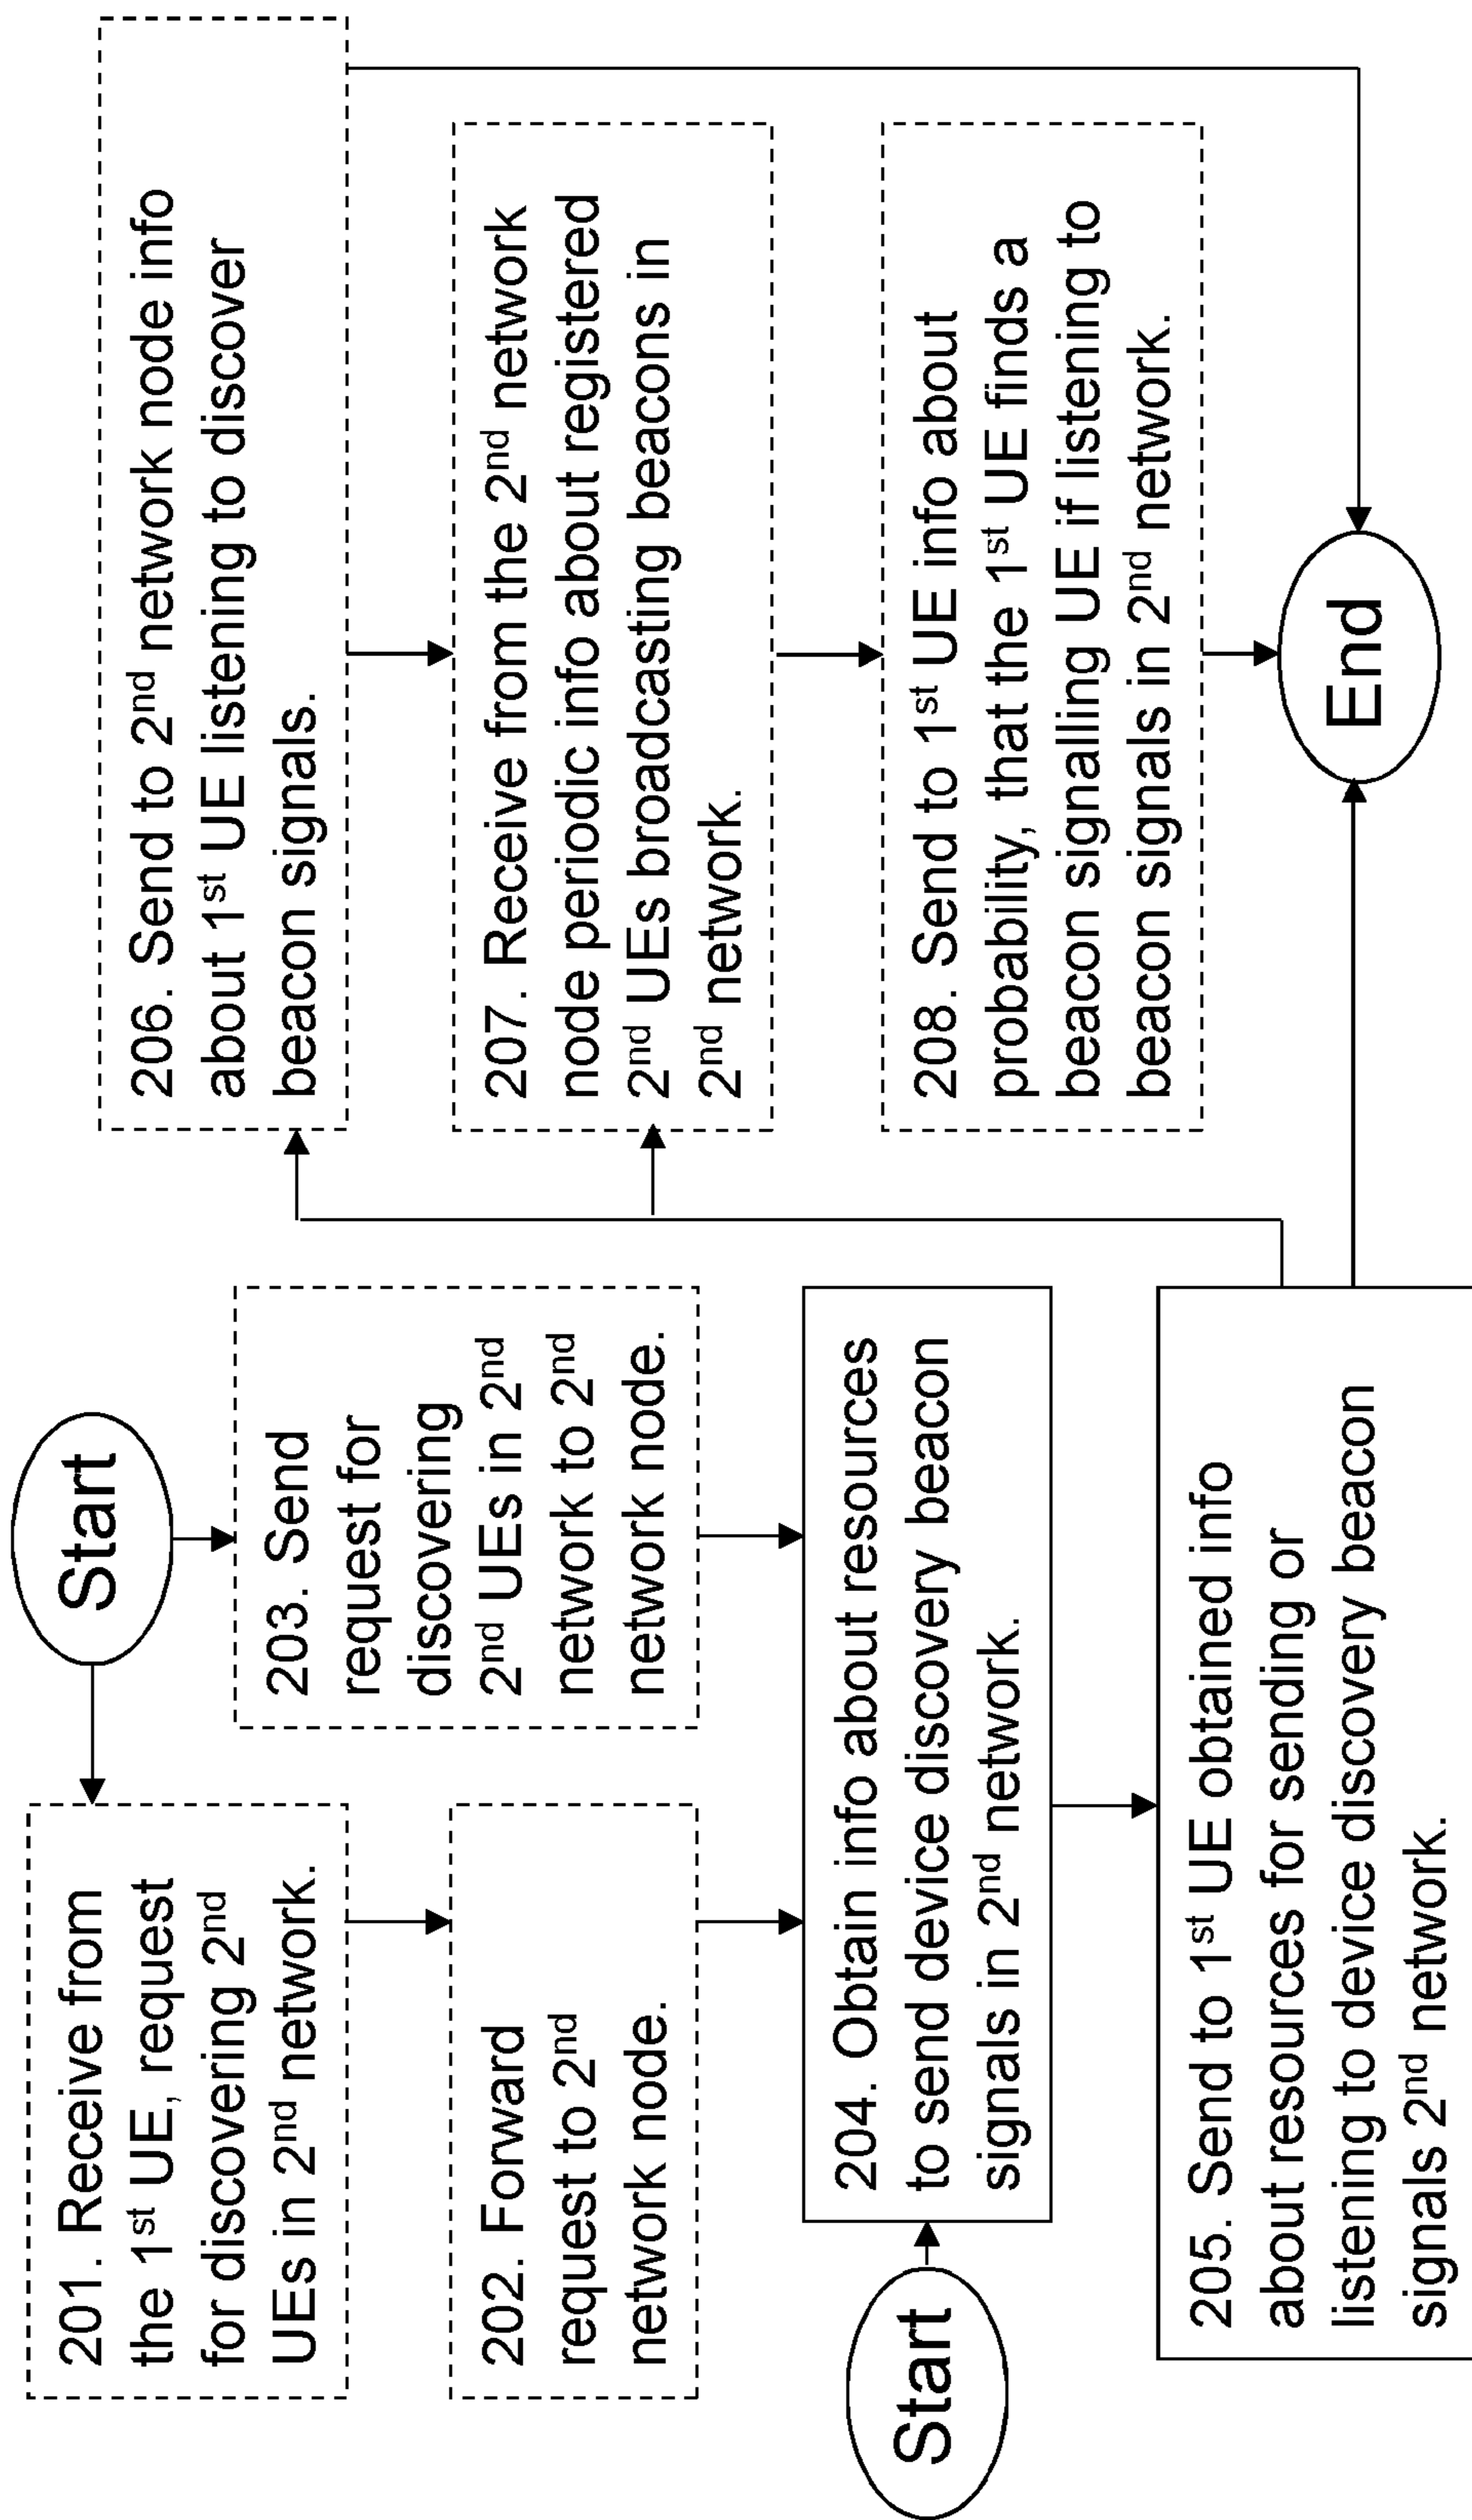 Start
201. Receive from
the 1st UE, request
for discovering 2nd
UEs in 2nd network.
203. Send
request for
discovering
2nd UEs in 2nd
network to 2nd
network node.
202. Forward
request to 2nd
network node.
Start
204. Obtain info about resources
to send device discovery beacon
signals in 2nd network.
205. Send to 1st UE obtained info
about resources for sending or
listening to device discovery beacon
signals 2nd network.
206. Send to 2nd network node info
about 1st UE listening to discover
beacon signals.
207. Receive from the 2nd network
node periodic info about registered
2nd UEs broadcasting beacons in
2nd network.
208. Send to 1st UE info about
probability, that the 1st UE finds a
beacon signalling UE if listening to
beacon signals in 2nd network.
End